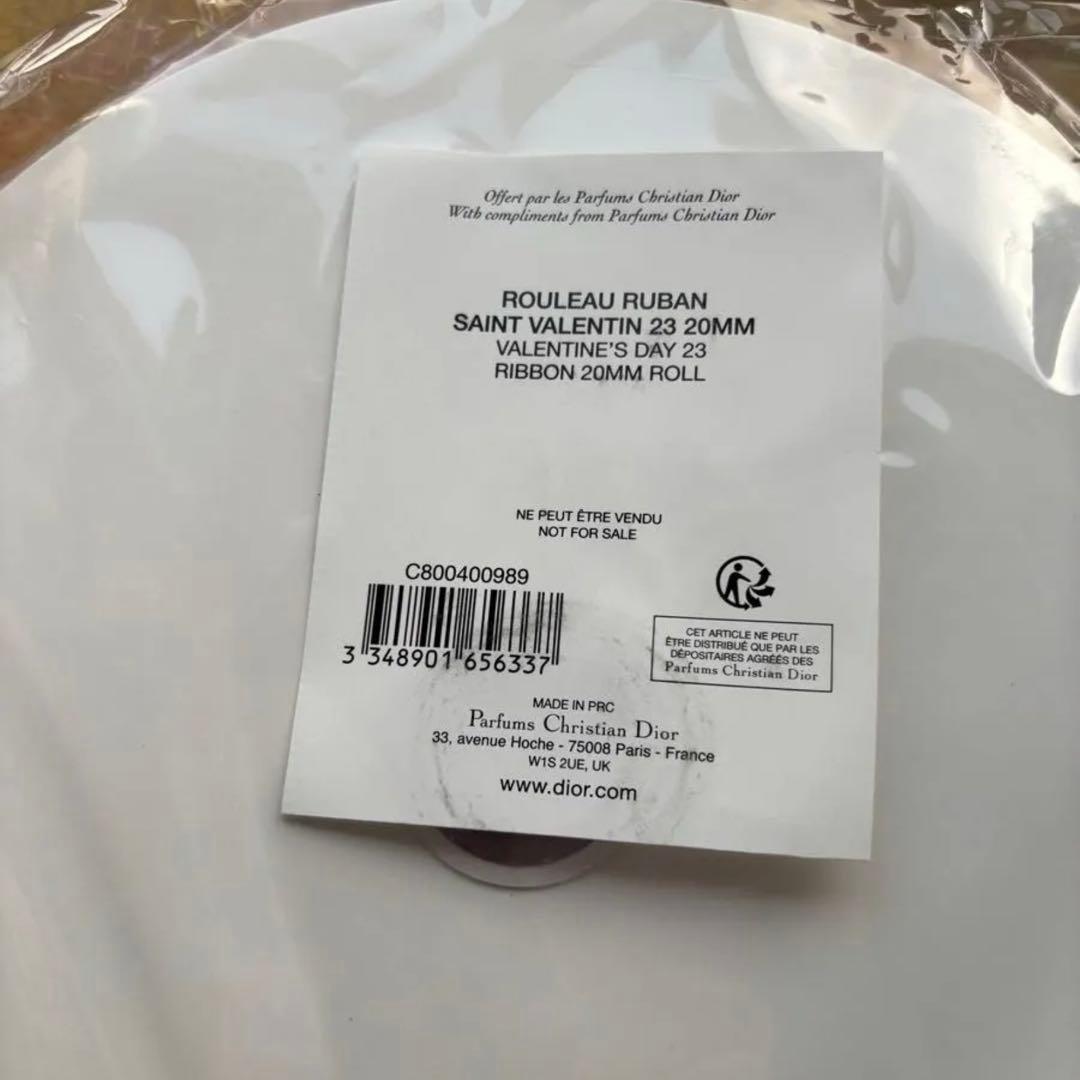 Offert par les Parfums Christian Dior
With compliments from Parfums Christian Dior
ROULEAU RUBAN
SAINT VALENTIN 23 20MM
VALENTINE'S DAY 23
RIBBON 20MM ROLL
NE PEUT ÊTRE VENDU
NOT FOR SALE
C800400989
3 348901 656337
CET ARTICLE NE PEUT
ÊTRE DISTRIBUÉ QUE PAR LES
DÉPOSITAIRES AGRÉÉS DES
Parfums Christian Dior
MADE IN PRC
Parfums Christian Dior
33, avenue Hoche - 75008 Paris - France
W1S 2UE, UK
www.dior.com